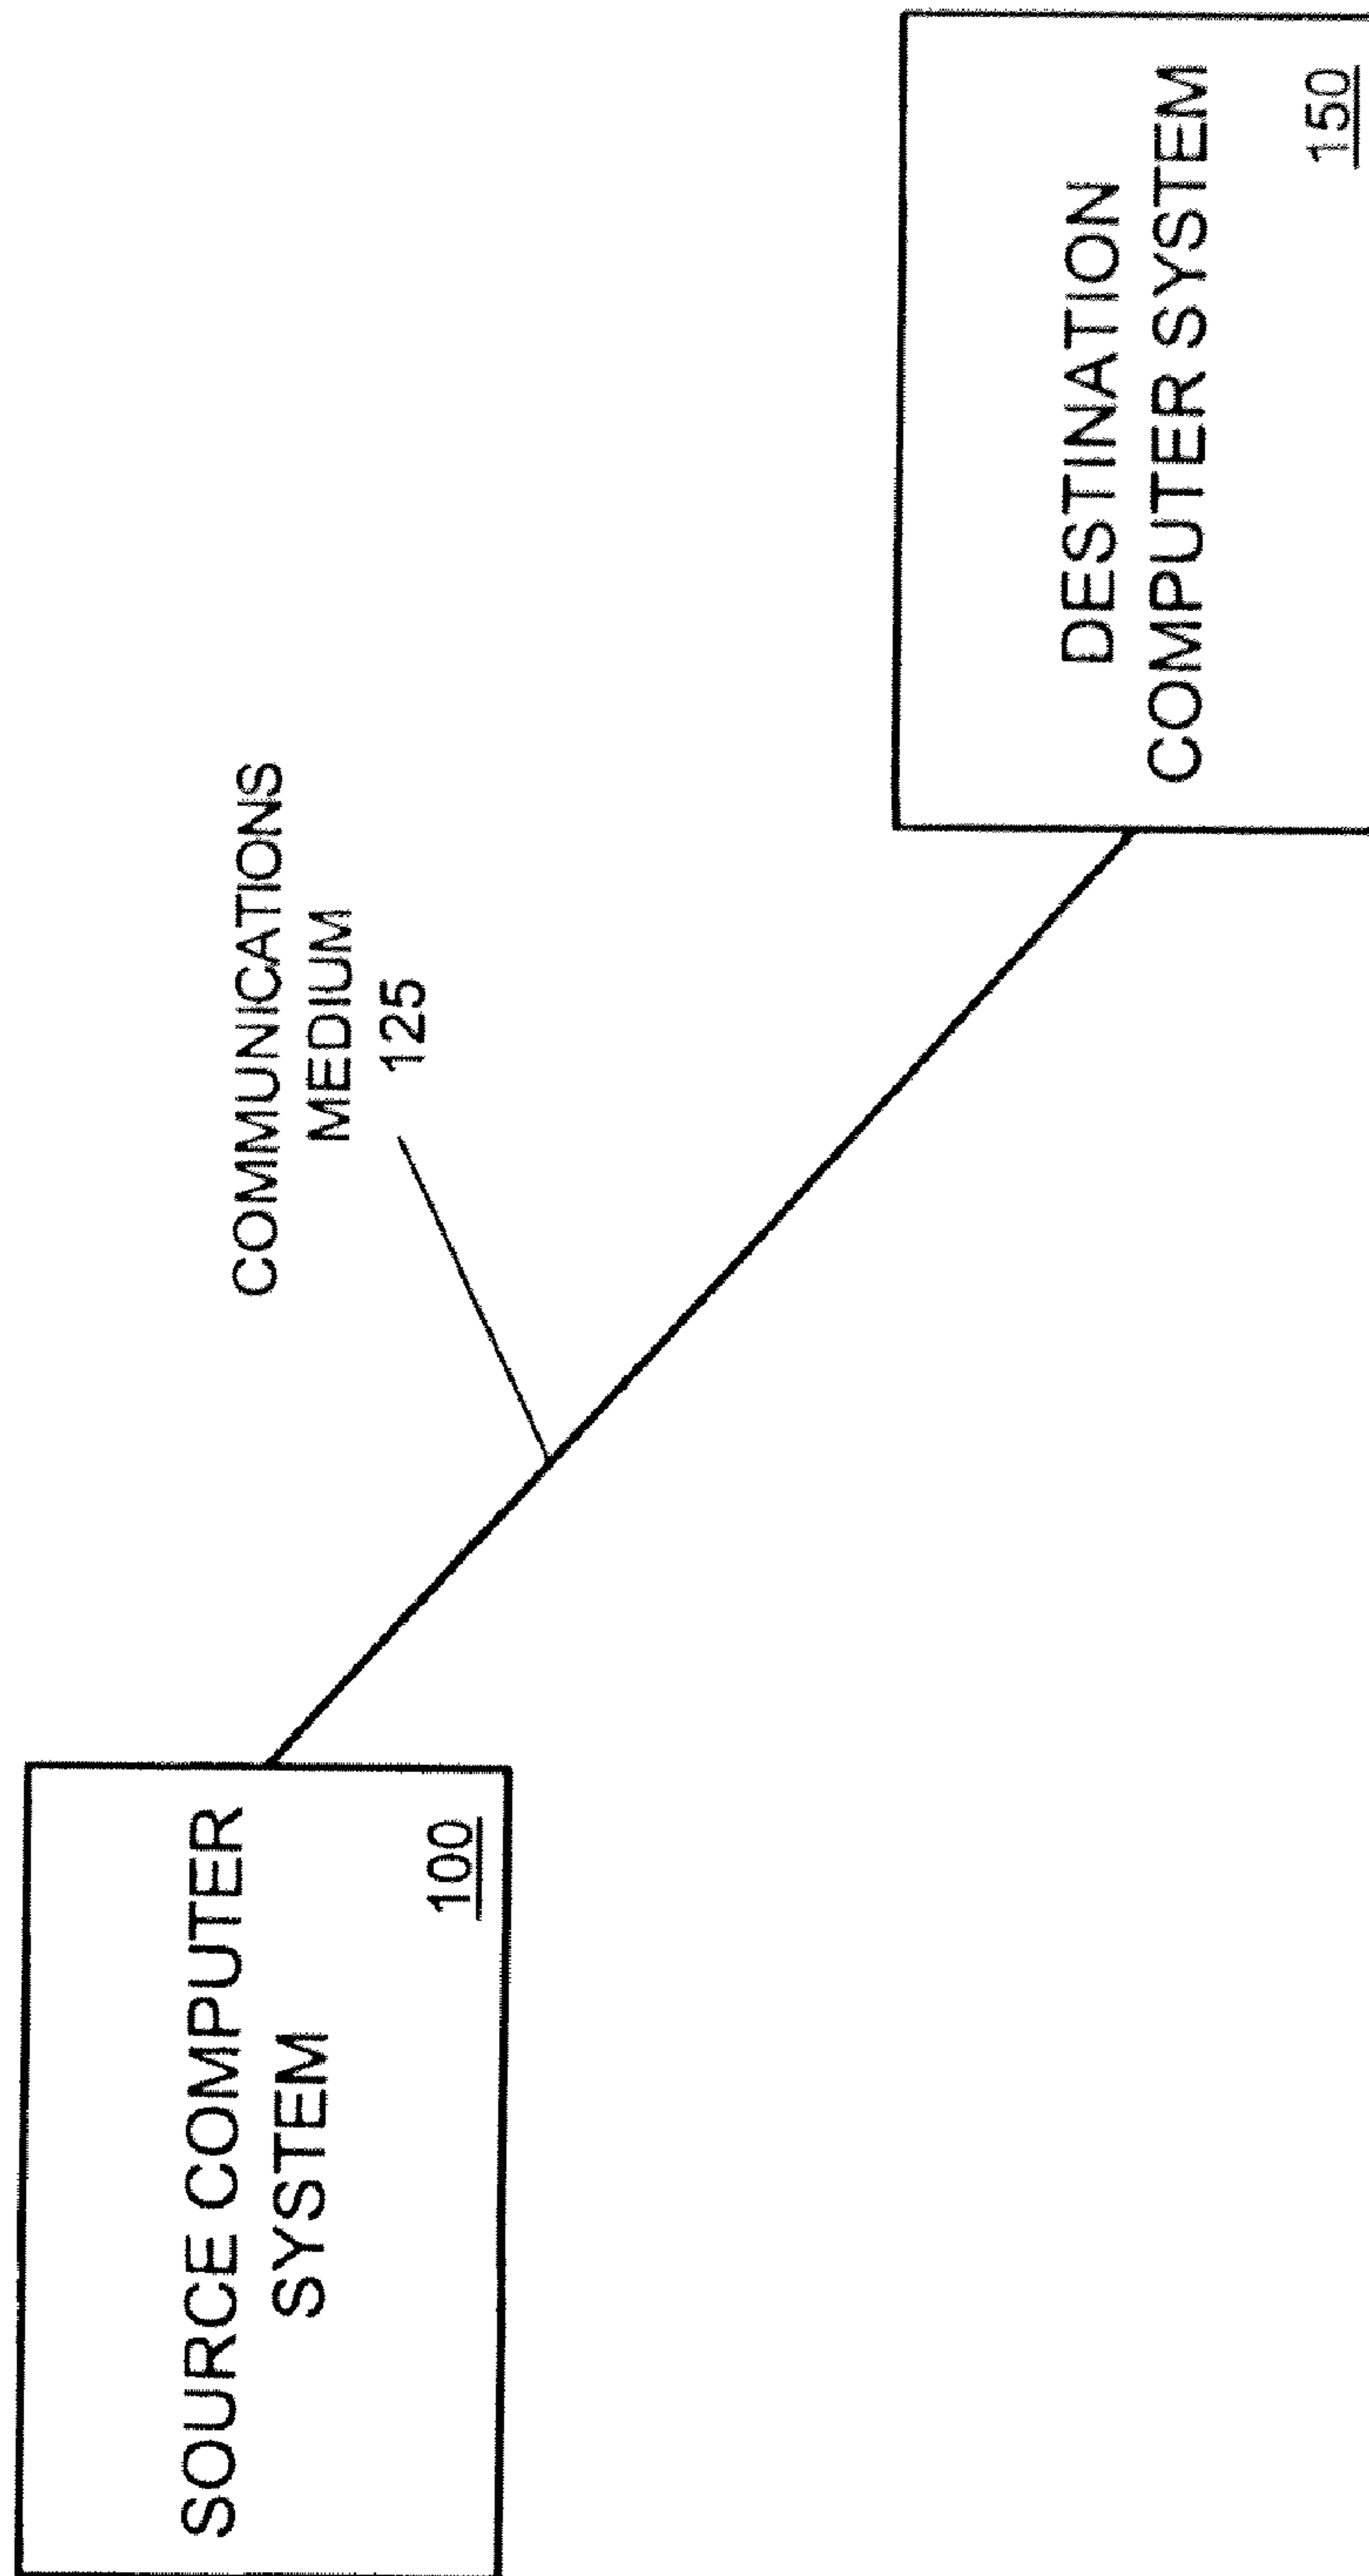 SOURCE COMPUTER
SYSTEM
100
COMMUNICATIONS
MEDIUM
125
DESTINATION
COMPUTER SYSTEM
150